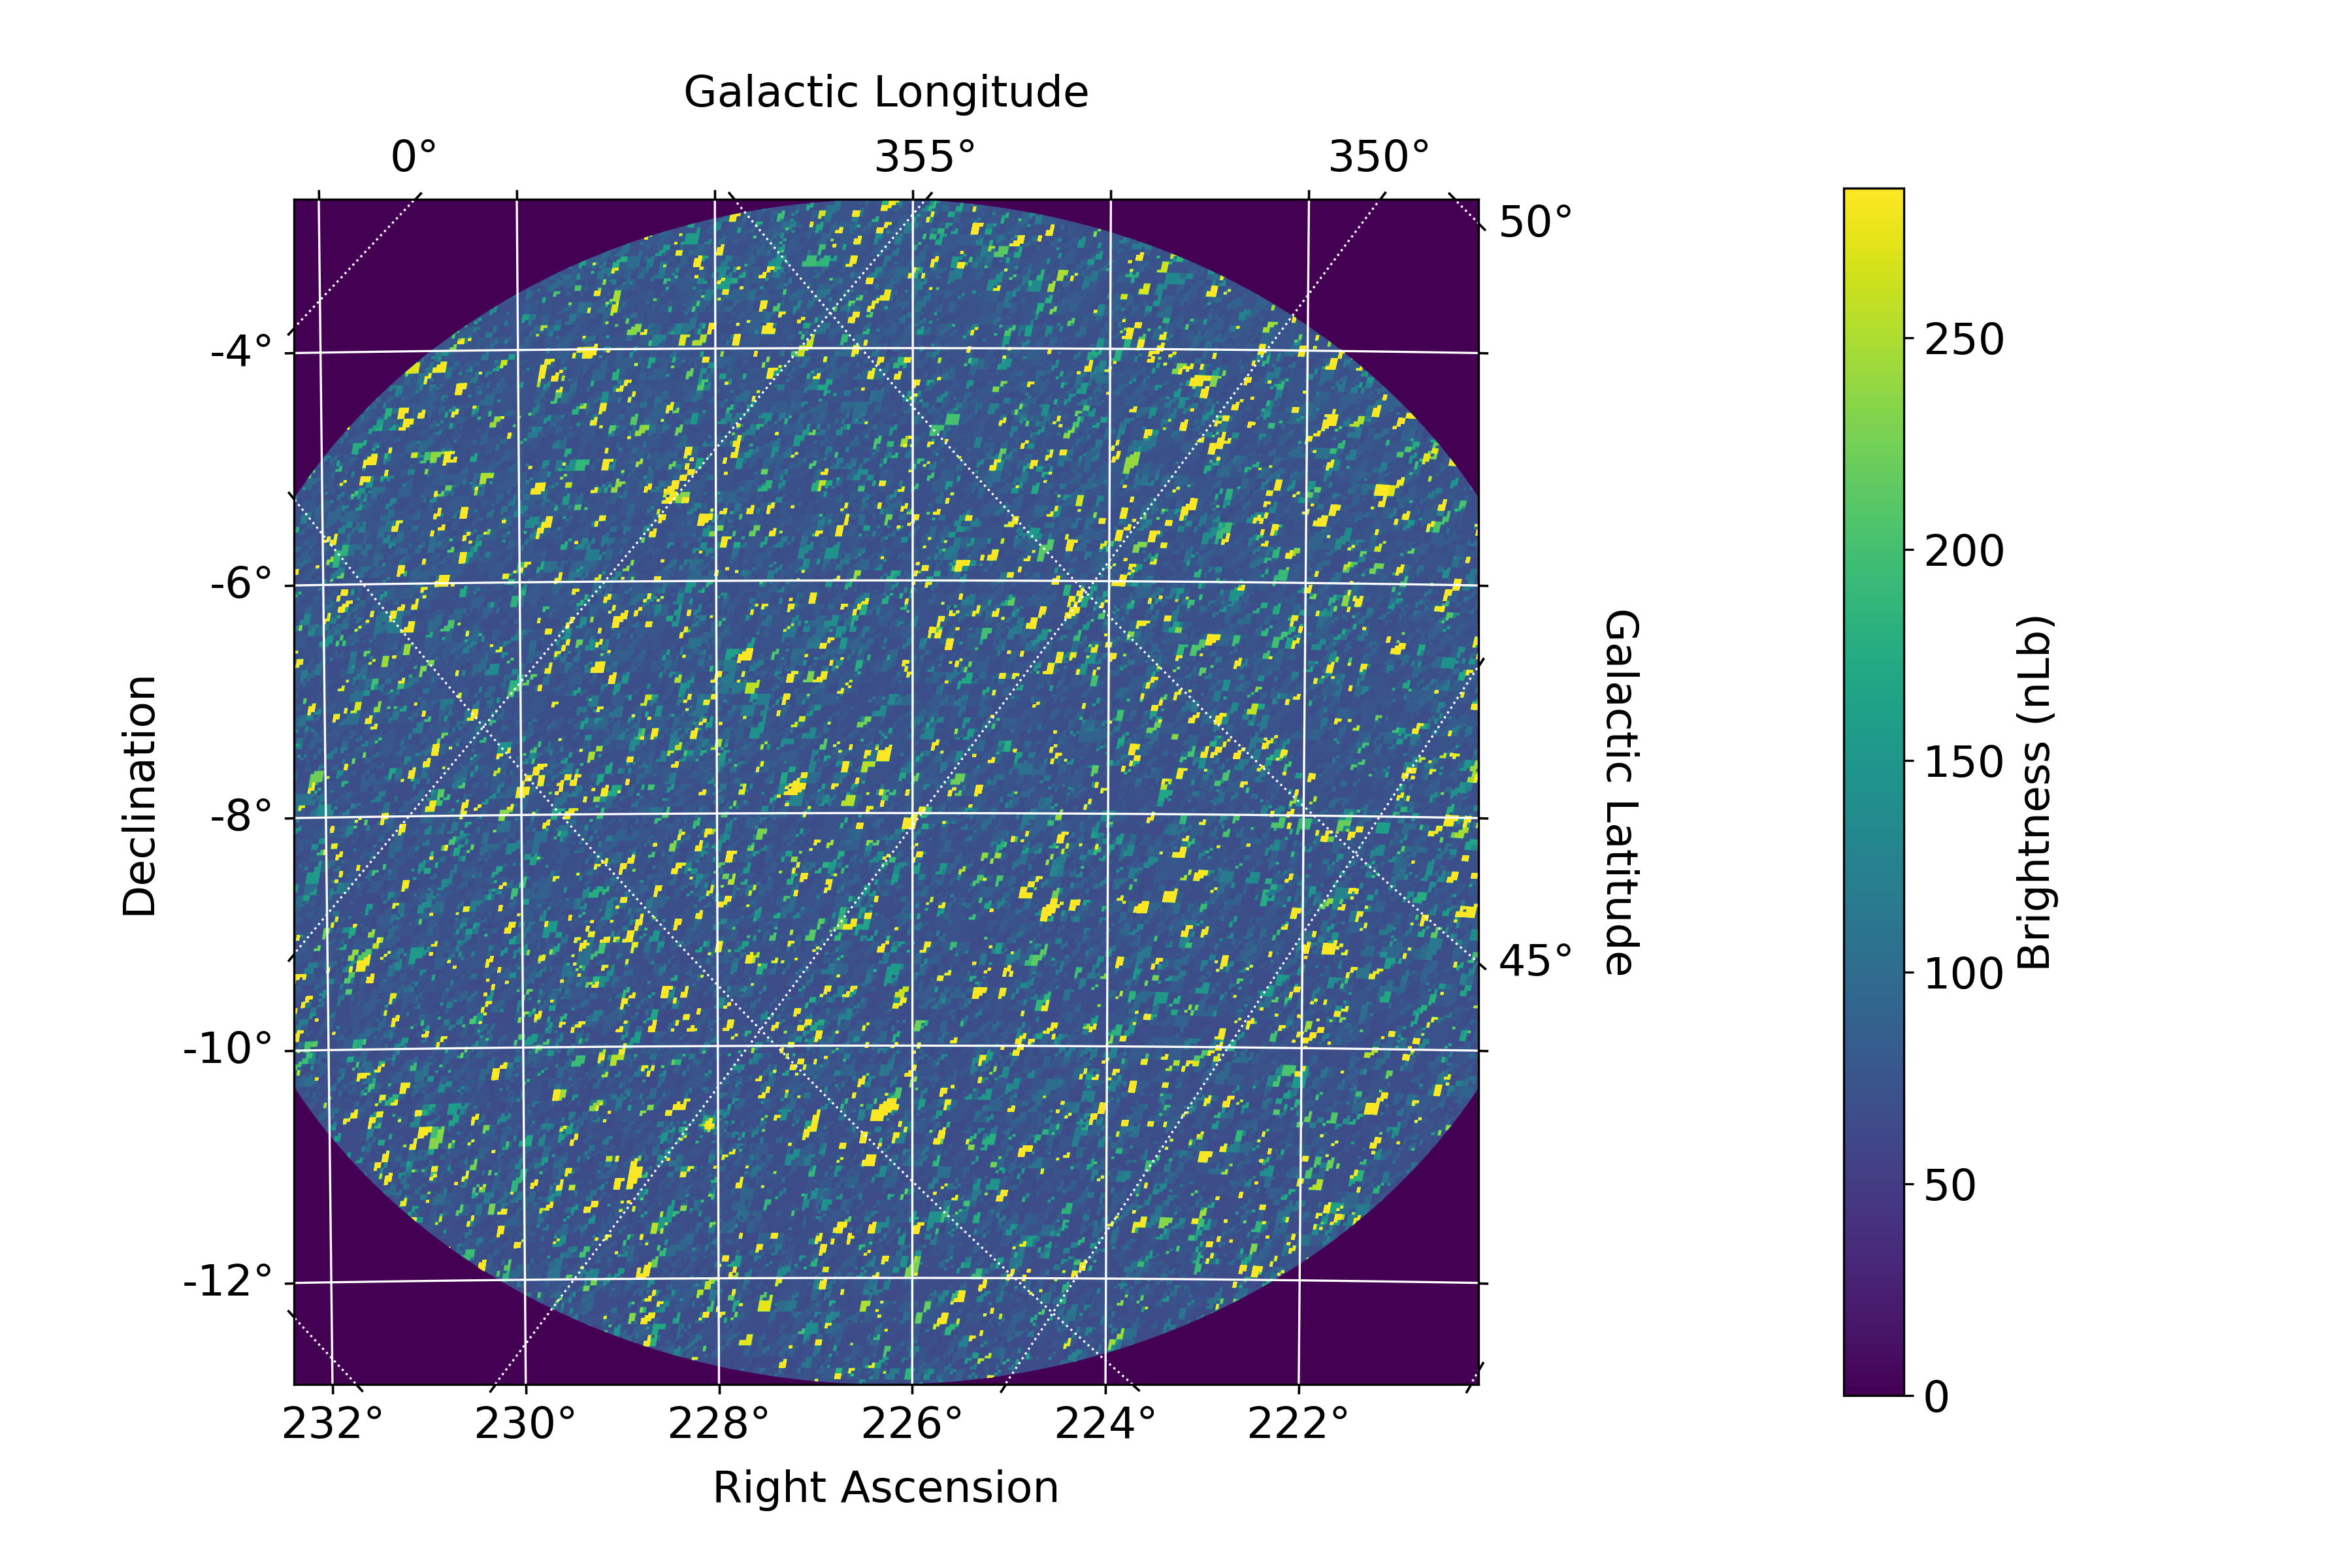 Galactic Longitude
0° 355° 350°
50°
-4°
-6°
-8°
-10°
-12°
Declination
45°
Galactic Latitude
232° 230° 228° 226° 224° 222°
Right Ascension
250
200
150
100
50
0
Brightness (nLb)